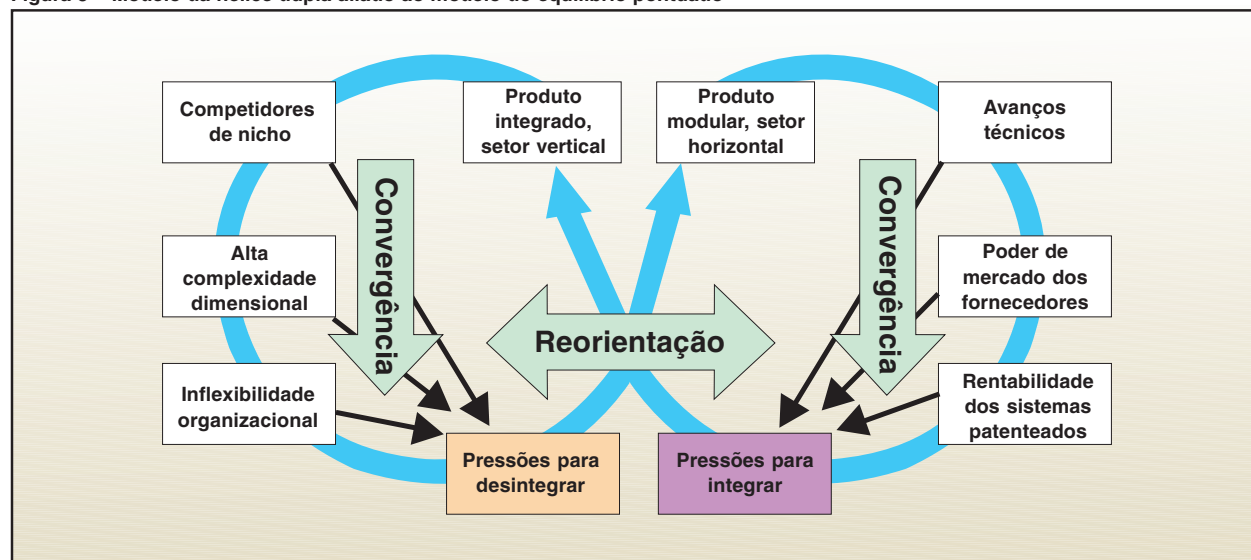 Competidores
de nicho
Produto
integrado,
setor vertical
Produto
modular, setor
horizontal
Avanços
técnicos
Convergência
Convergência
Alta
complexidade
dimensional
Poder de
mercado dos
fornecedores
Reorientação
Inflexibilidade
organizacional
Rentabilidade
dos sistemas
patenteados
Pressões para
desintegrar
Pressões para
integrar